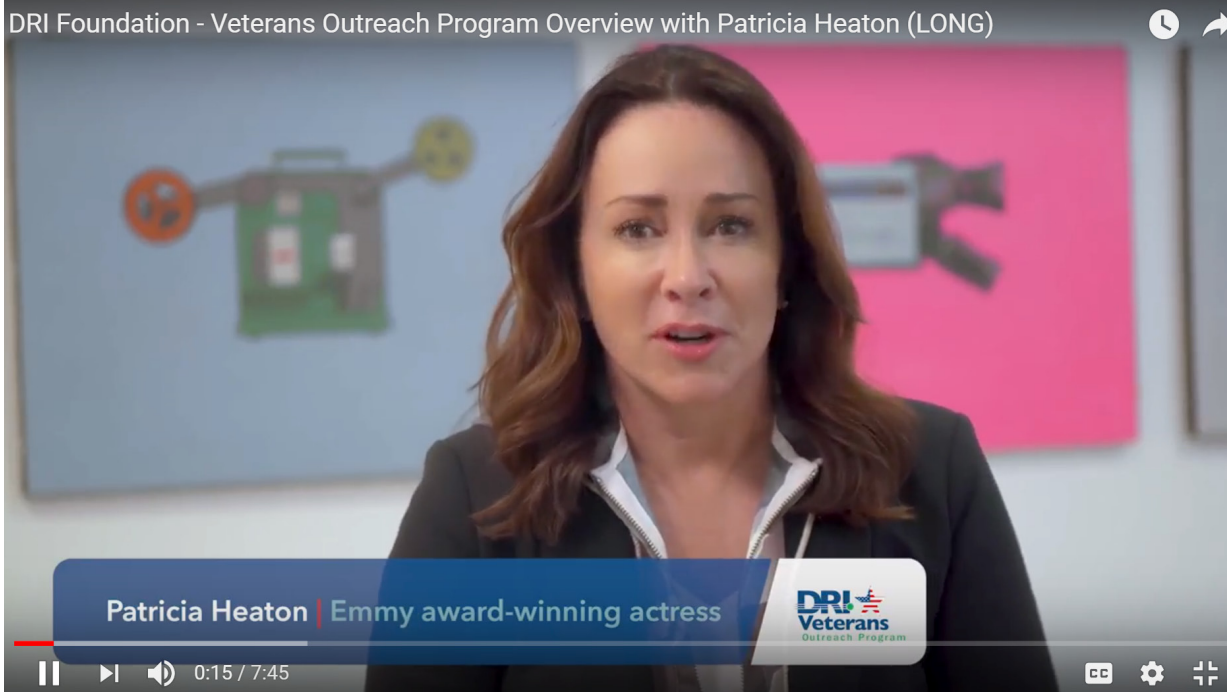 DRI Foundation - Veterans Outreach Program Overview with Patricia Heaton (LONG)
Patricia Heaton | Emmy award-winning actress
DRI
Veterans
Outreach Program
0:15 / 7:45
CC